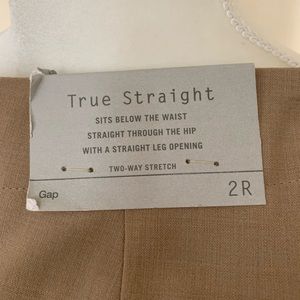 True Straight
SITS BELOW THE WAIST
STRAIGHT THROUGH THE HIP
WITH A STRAIGHT LEG OPENING
TWO-WAY STRETCH
Gap
2R